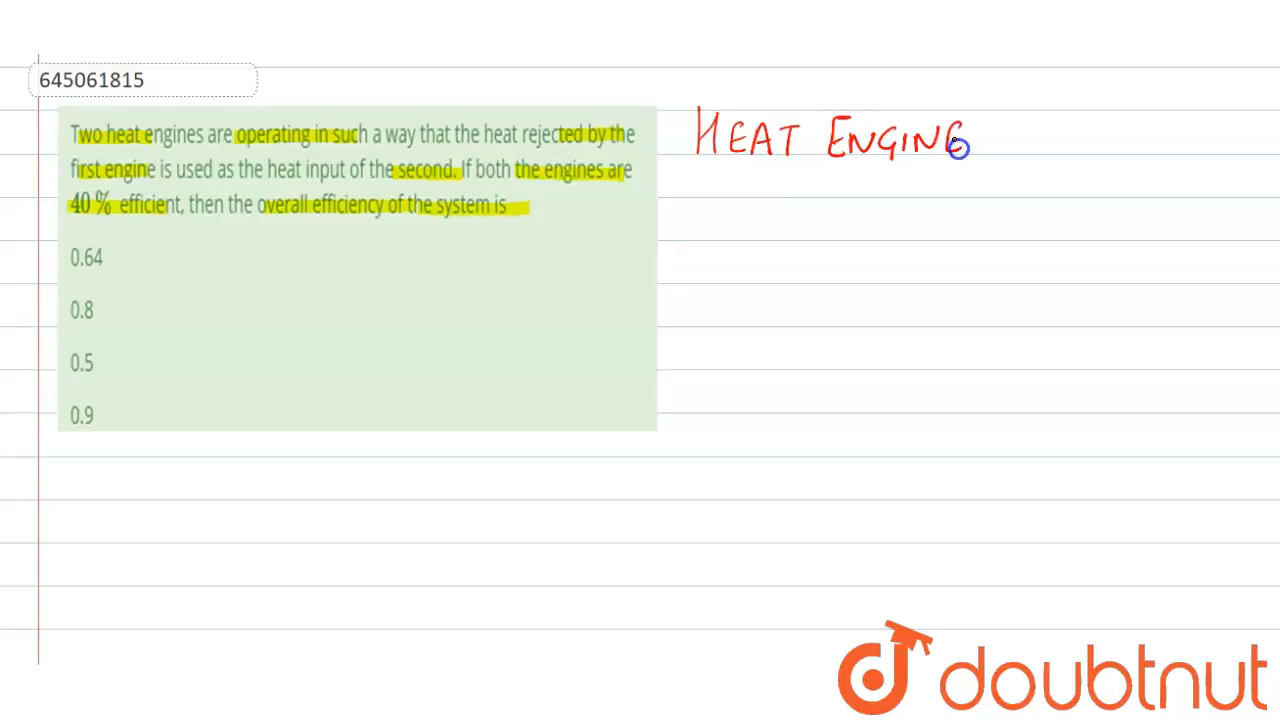 645061815
Two heat engines are operating in such a way that the heat rejected by the
first engine is used as the heat input of the second. If both the engines are
40 % efficient, then the overall efficiency of the system is
0.64
0.8
0.5
0.9
HEAT ENGINE
doubtnut